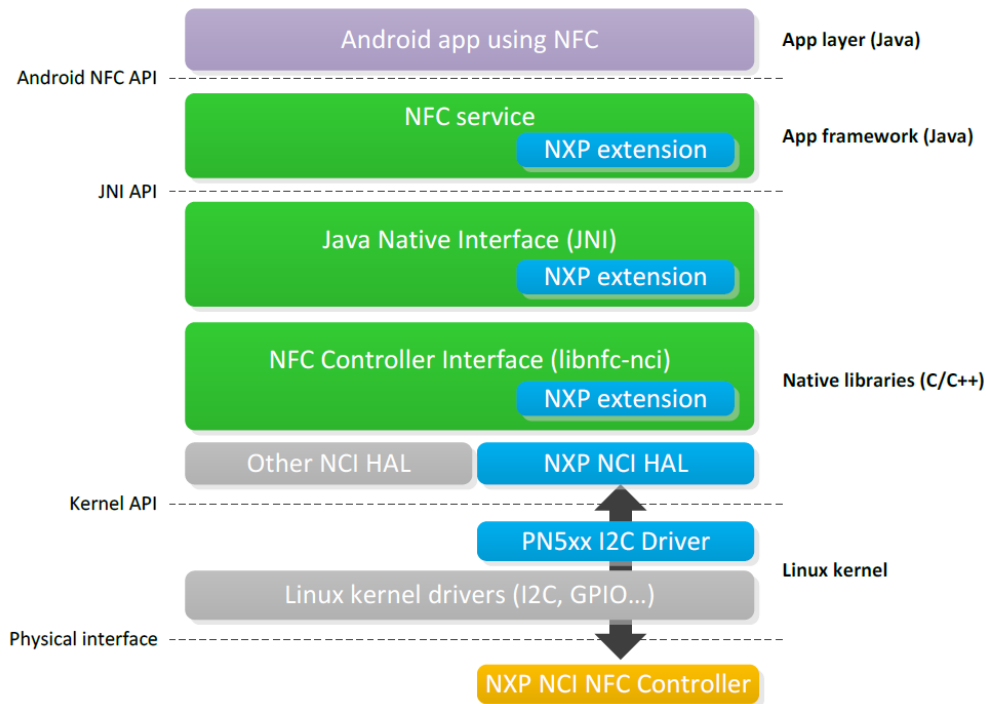 Android app using NFC
App layer (Java)
Android NFC API
NFC service
NXP extension
App framework (Java)
JNI API
Java Native Interface (JNI)
NXP extension
NFC Controller Interface (libnfc-nci)
NXP extension
Native libraries (C/C++)
Other NCI HAL
NXP NCI HAL
Kernel API
PN5xx I2C Driver
Linux kernel
Linux kernel drivers (I2C, GPIO…)
Physical interface
NXP NCI NFC Controller